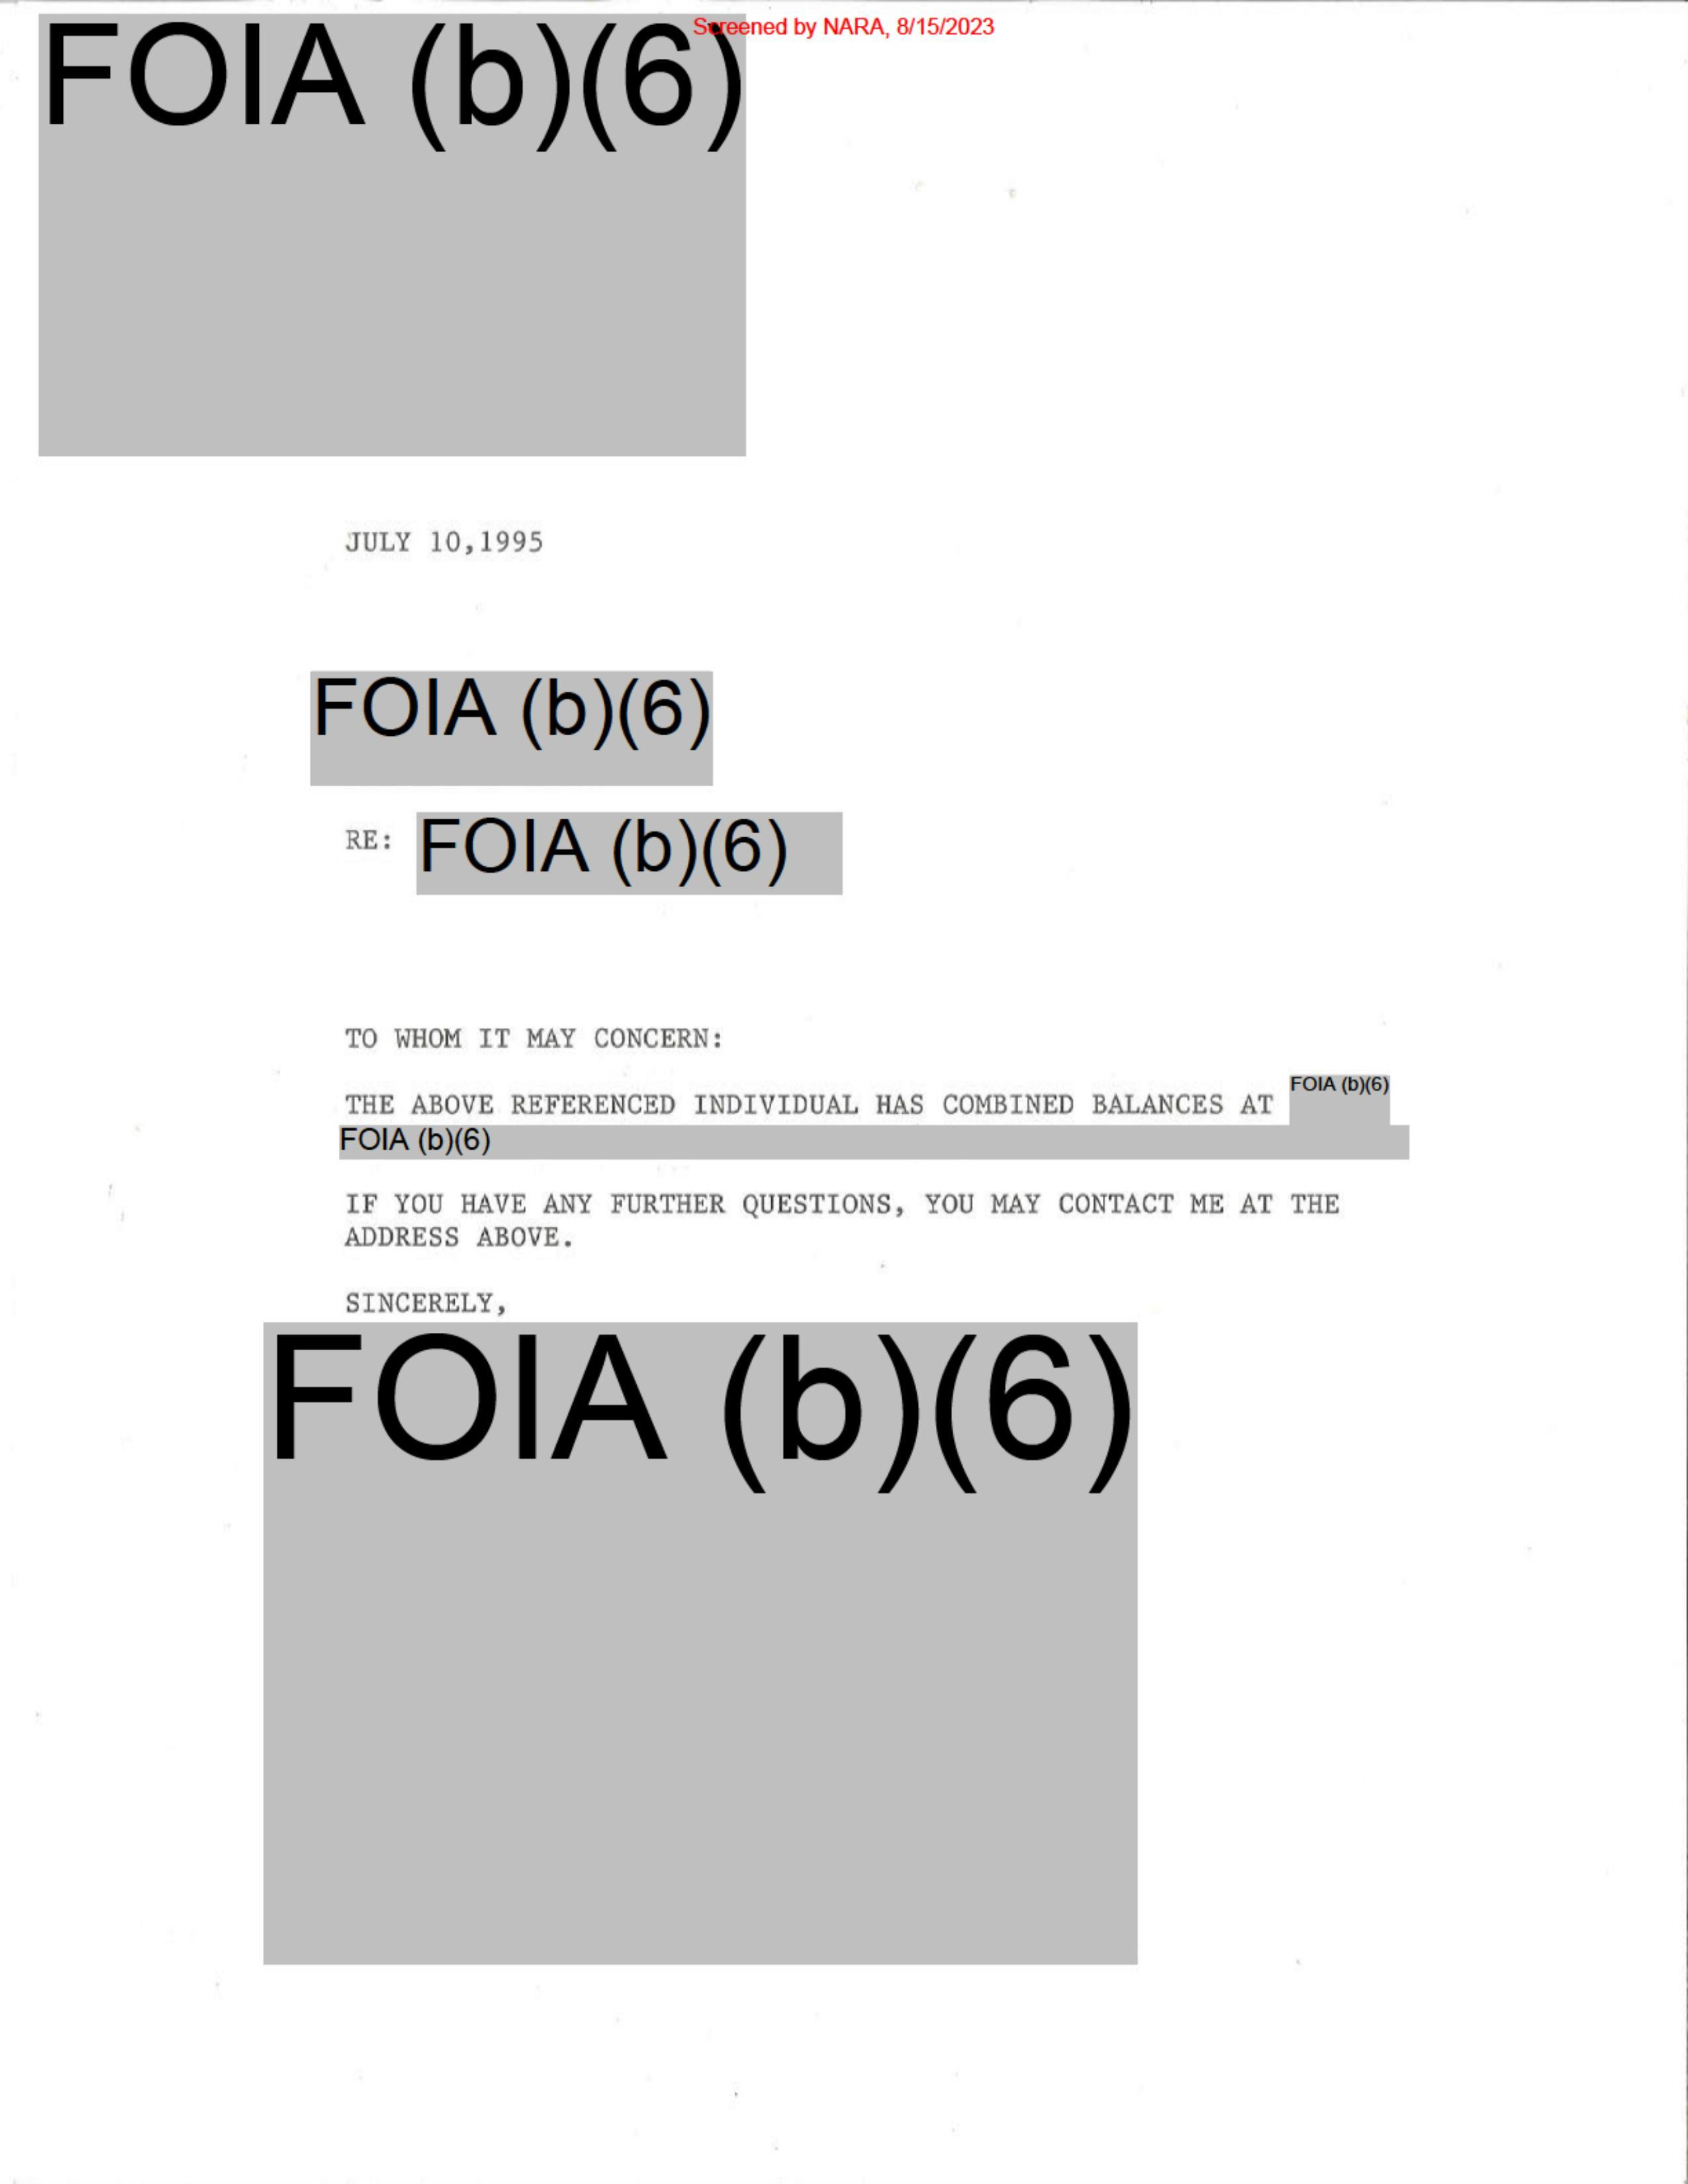 Screened by NARA, 8/15/2023
FOIA (b)(6)
JULY 10,1995
FOIA (b)(6)
RE: FOIA (b)(6)
TO WHOM IT MAY CONCERN:
THE ABOVE REFERENCED INDIVIDUAL HAS COMBINED BALANCES AT FOIA (b)(6)
FOIA (b)(6)
IF YOU HAVE ANY FURTHER QUESTIONS, YOU MAY CONTACT ME AT THE
ADDRESS ABOVE.
SINCERELY,
FOIA (b)(6)